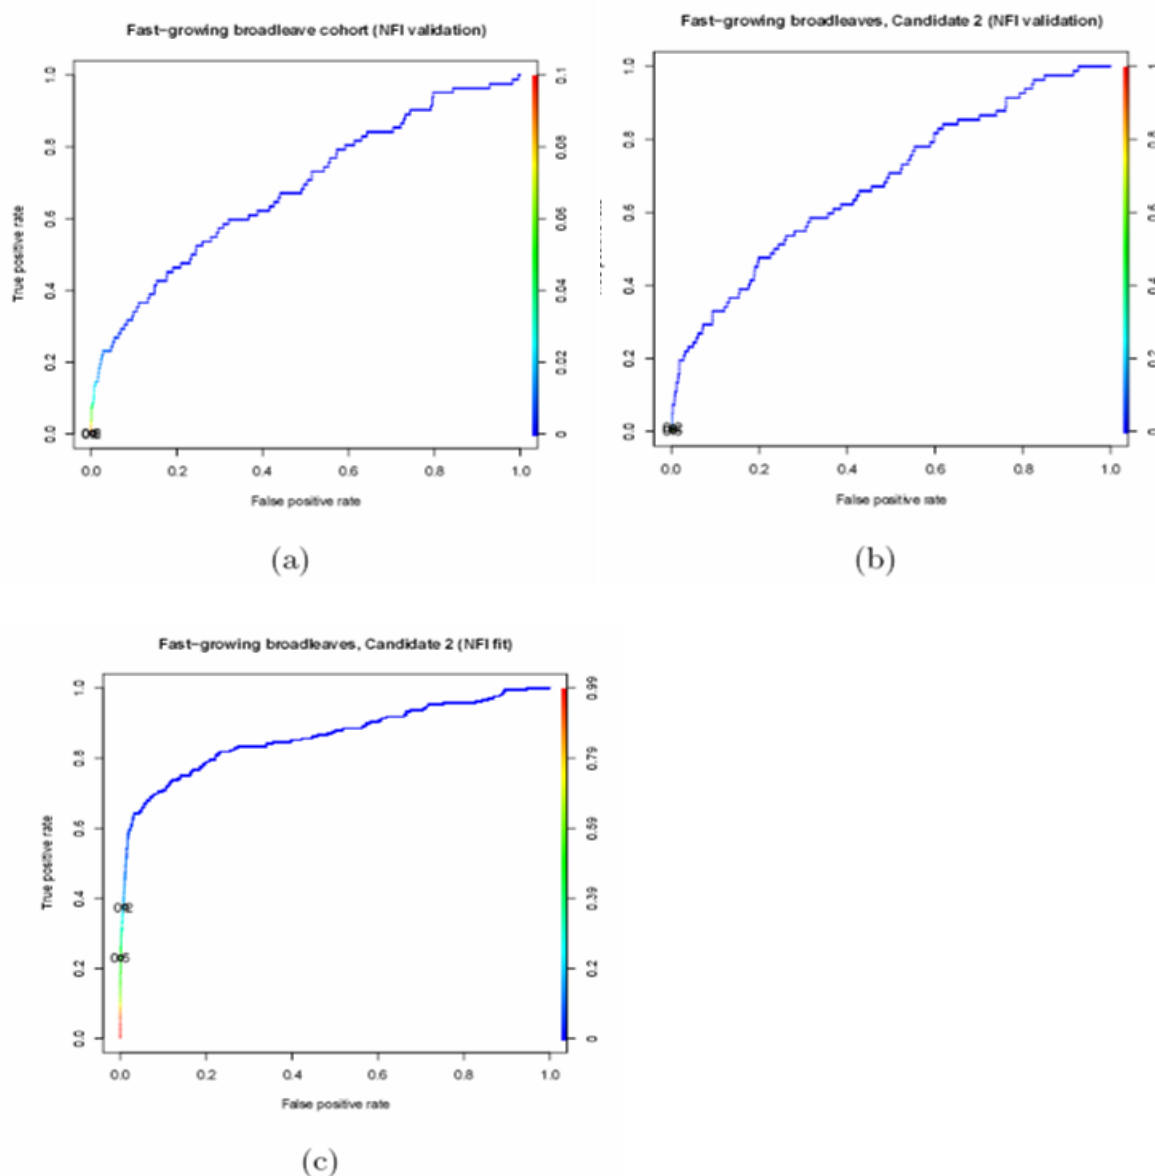 Fast-growing broadleave cohort (NFI validation)
True positive rate
0.0 0.2 0.4 0.6 0.8 1.0
0 0.02 0.04 0.06 0.08 0.1
0.0 0.2 0.4 0.6 0.8 1.0
False positive rate
(a)
Fast-growing broadleaves, Candidate 2 (NFI validation)
0.0 0.2 0.4 0.6 0.8 1.0
0.0 0.2 0.4 0.6 0.8 1.0
False positive rate
(b)
Fast-growing broadleaves, Candidate 2 (NFI fit)
True positive rate
0.0 0.2 0.4 0.6 0.8 1.0
0 0.2 0.39 0.59 0.79 0.99
0.2
0.5
0.0 0.2 0.4 0.6 0.8 1.0
False positive rate
(c)